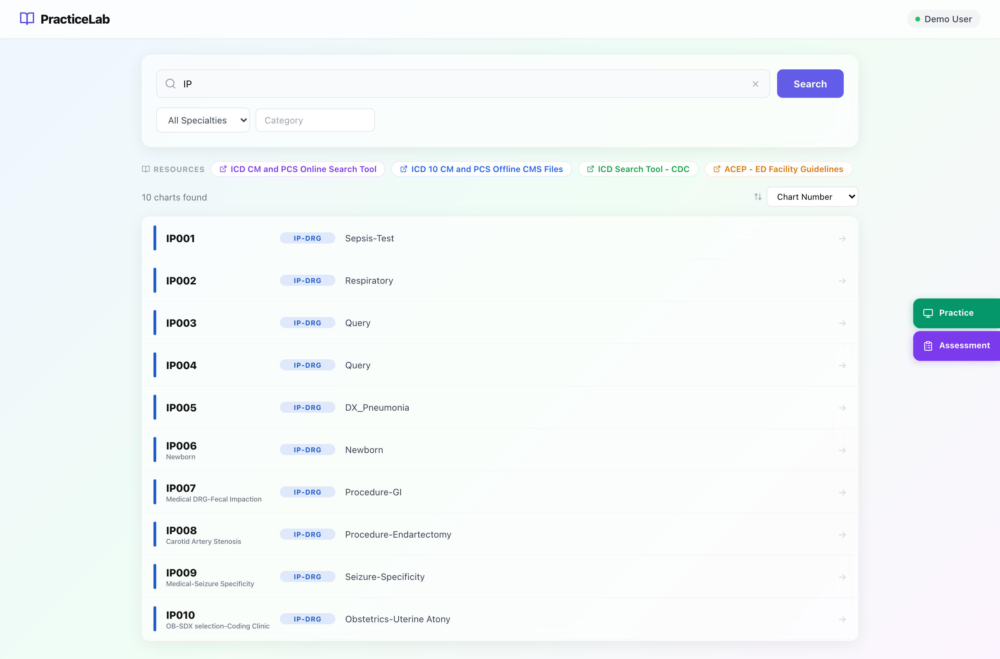 PracticeLab
Demo User
IP
Search
All Specialties
Category
RESOURCES
ICD CM and PCS Online Search Tool
ICD 10 CM and PCS Offline CMS Files
ICD Search Tool - CDC
ACEP - ED Facility Guidelines
10 charts found
Chart Number
IP001 IP-DRG Sepsis-Test
IP002 IP-DRG Respiratory
IP003 IP-DRG Query
IP004 IP-DRG Query
IP005 IP-DRG DX_Pneumonia
IP006 IP-DRG Newborn
Newborn
IP007 IP-DRG Procedure-GI
Medical DRG-Fecal Impaction
IP008 IP-DRG Procedure-Endartectomy
Carotid Artery Stenosis
IP009 IP-DRG Seizure-Specificity
Medical-Seizure Specificity
IP010 IP-DRG Obstetrics-Uterine Atony
OB-SDX selection-Coding Clinic
Practice
Assessment